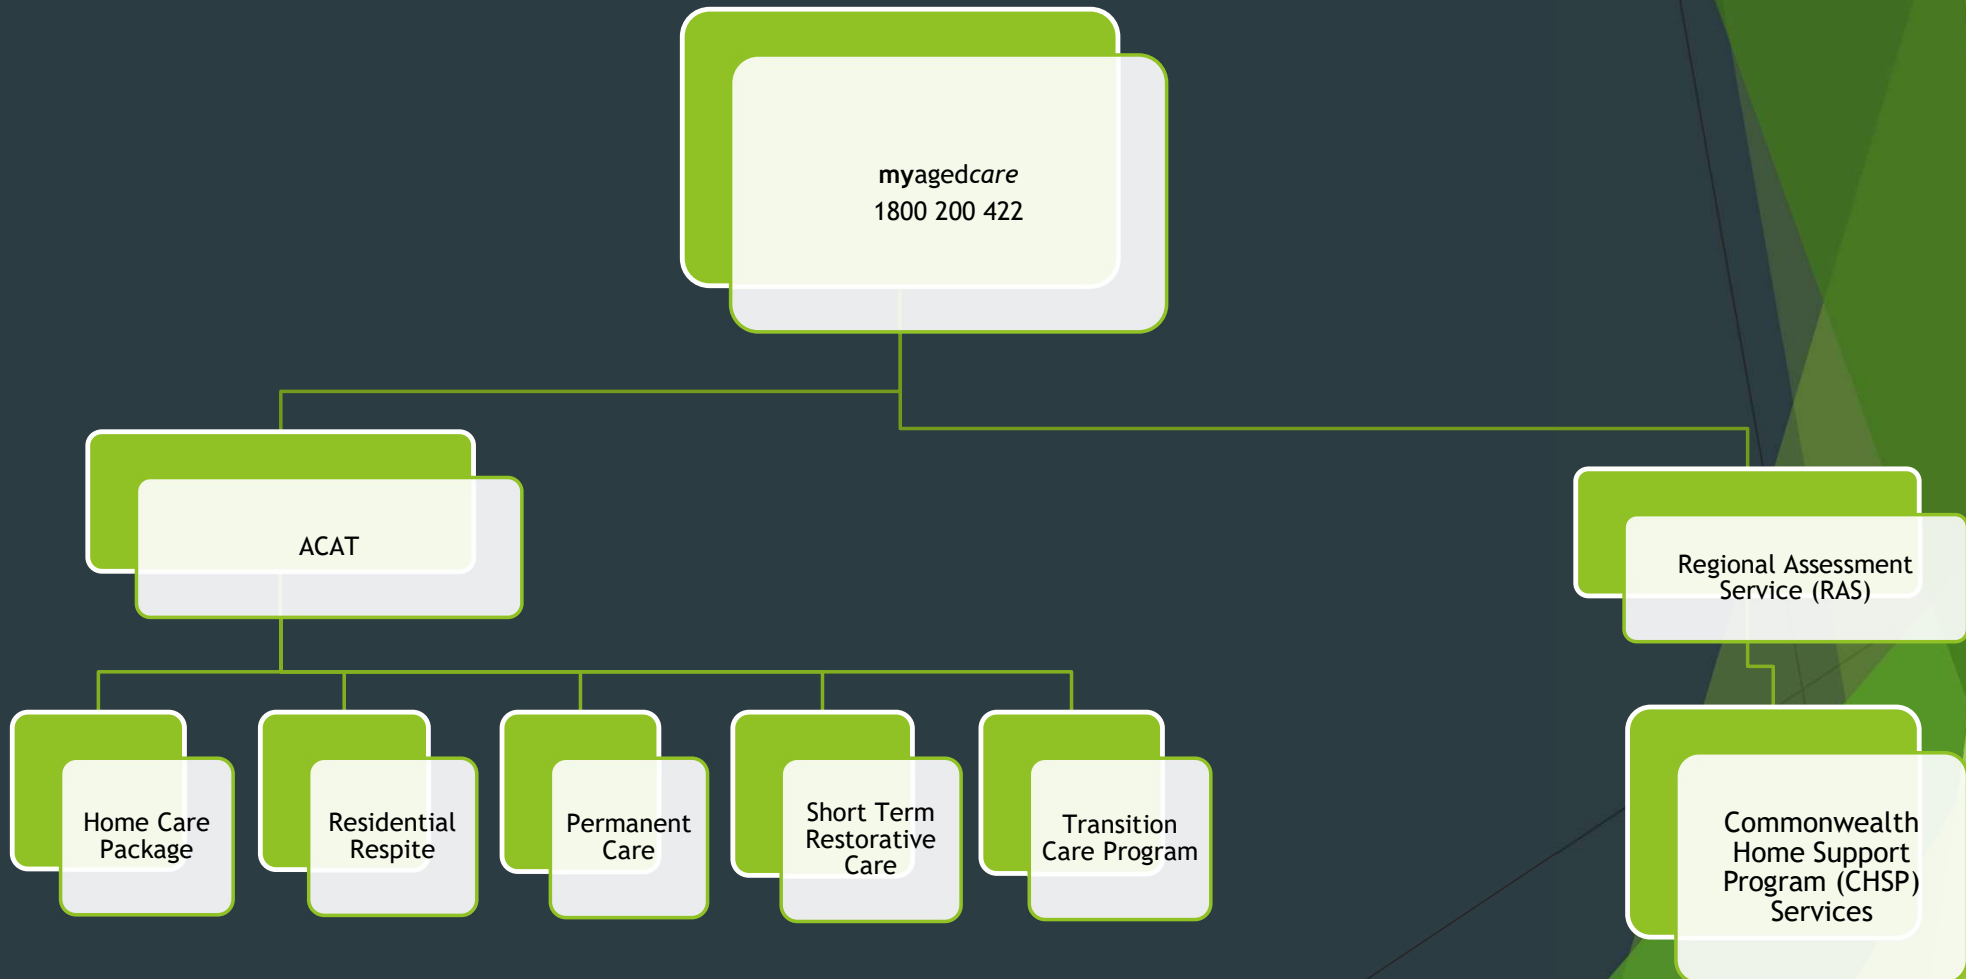 myagedcare
1800 200 422
ACAT
Regional Assessment
Service (RAS)
Home Care
Package
Residential
Respite
Permanent
Care
Short Term
Restorative
Care
Transition
Care Program
Commonwealth
Home Support
Program (CHSP)
Services